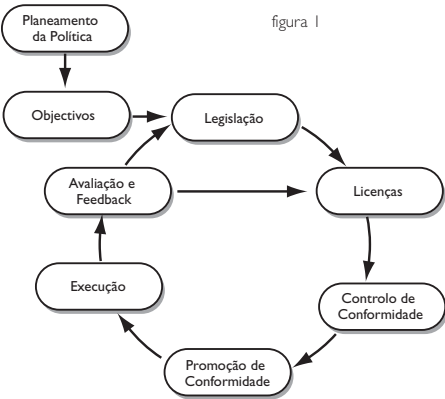 Planeamento
da Política
figura 1
Objectivos
Legislação
Avaliação e
Feedback
Licenças
Execução
Controlo de
Conformidade
Promoção de
Conformidade